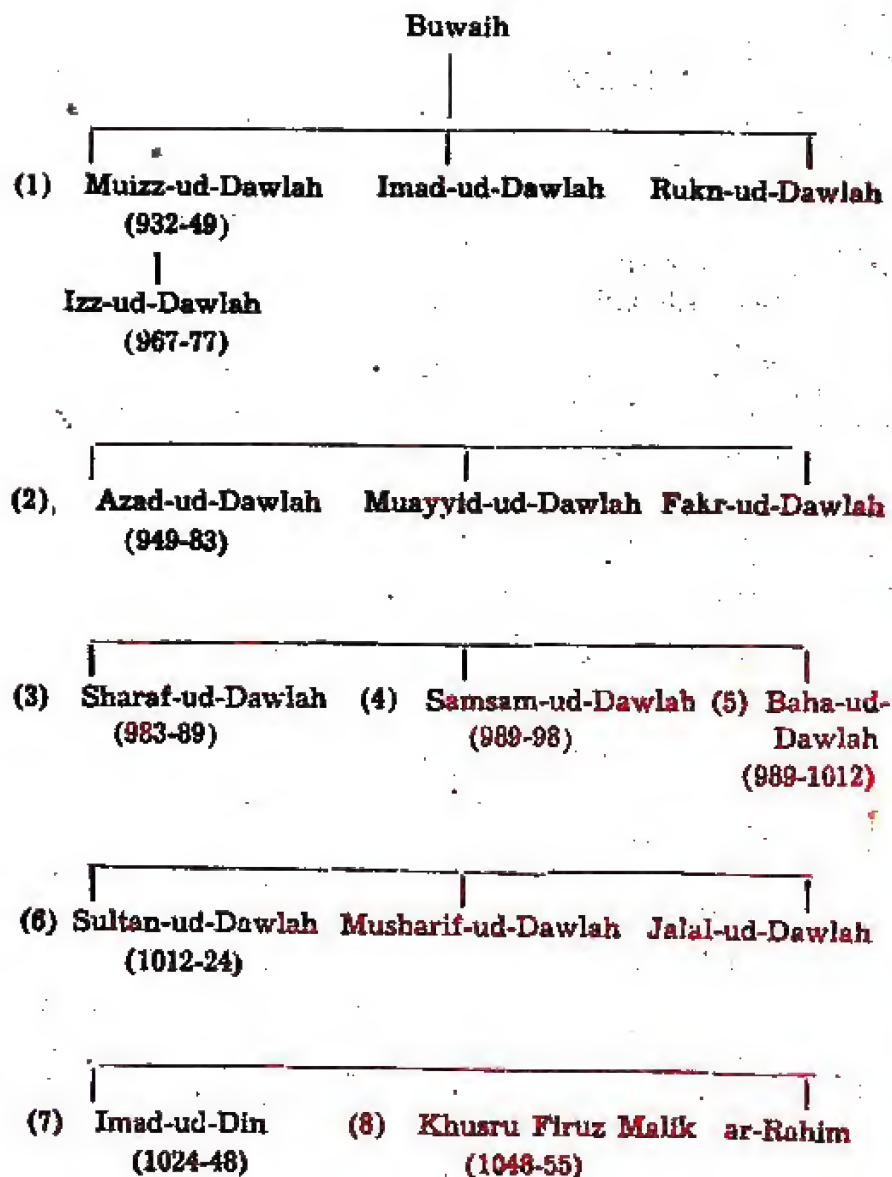 Buwaih
(1) Muizz-ud-Dawlah Imad-ud-Dawlah Rukn-ud-Dawlah
(932-49)
Izz-ud-Dawlah
(967-77)
(2) Azad-ud-Dawlah Muayyid-ud-Dawlah Fakr-ud-Dawlah
(949-83)
(3) Sharaf-ud-Dawlah (4) Samsam-ud-Dawlah (5) Baha-ud-
(983-89) (989-98) Dawlah
(989-1012)
(6) Sultan-ud-Dawlah Musharif-ud-Dawlah Jalal-ud-Dawlah
(1012-24)
(7) Imad-ud-Din (8) Khusru Firuz Malik ar-Rahim
(1024-48) (1048-55)